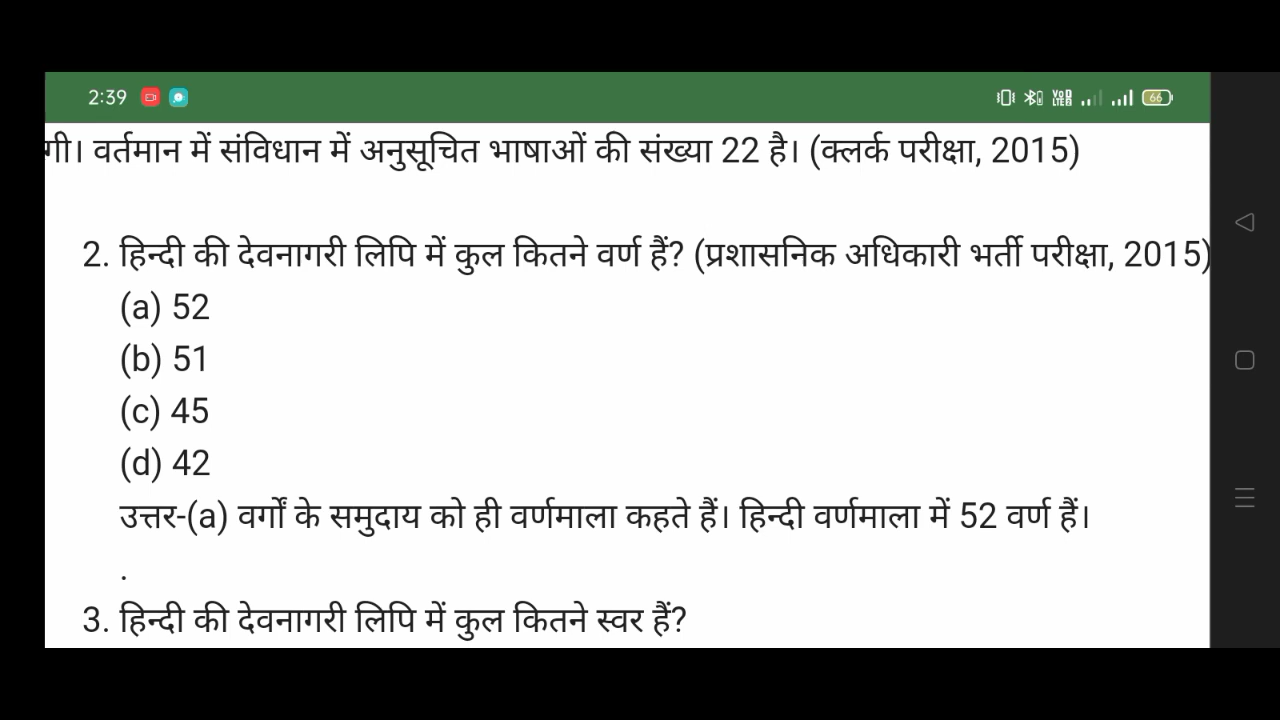 2:39
66
गी। वर्तमान में संविधान में अनुसूचित भाषाओं की संख्या 22 है। (क्लर्क परीक्षा, 2015)
2. हिन्दी की देवनागरी लिपि में कुल कितने वर्ण हैं? (प्रशासनिक अधिकारी भर्ती परीक्षा, 2015)
(a) 52
(b) 51
(c) 45
(d) 42
उत्तर-(a) वर्गों के समुदाय को ही वर्णमाला कहते हैं। हिन्दी वर्णमाला में 52 वर्ण हैं।
.
3. हिन्दी की देवनागरी लिपि में कुल कितने स्वर हैं?